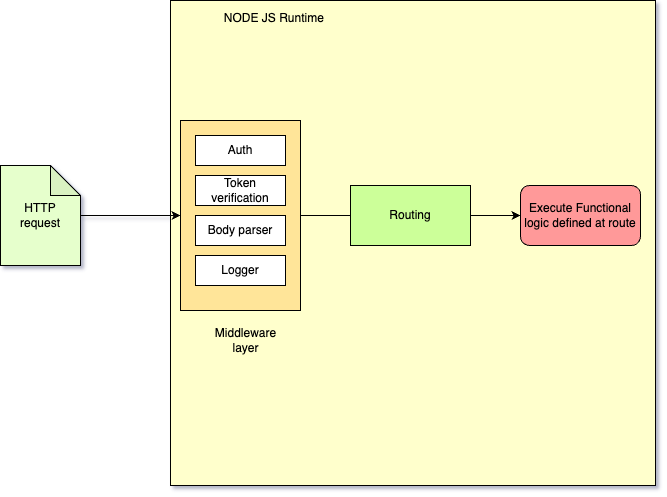 NODE JS Runtime
HTTP
request
Auth
Token
verification
Body parser
Logger
Middleware
layer
Routing
Execute Functional
logic defined at route